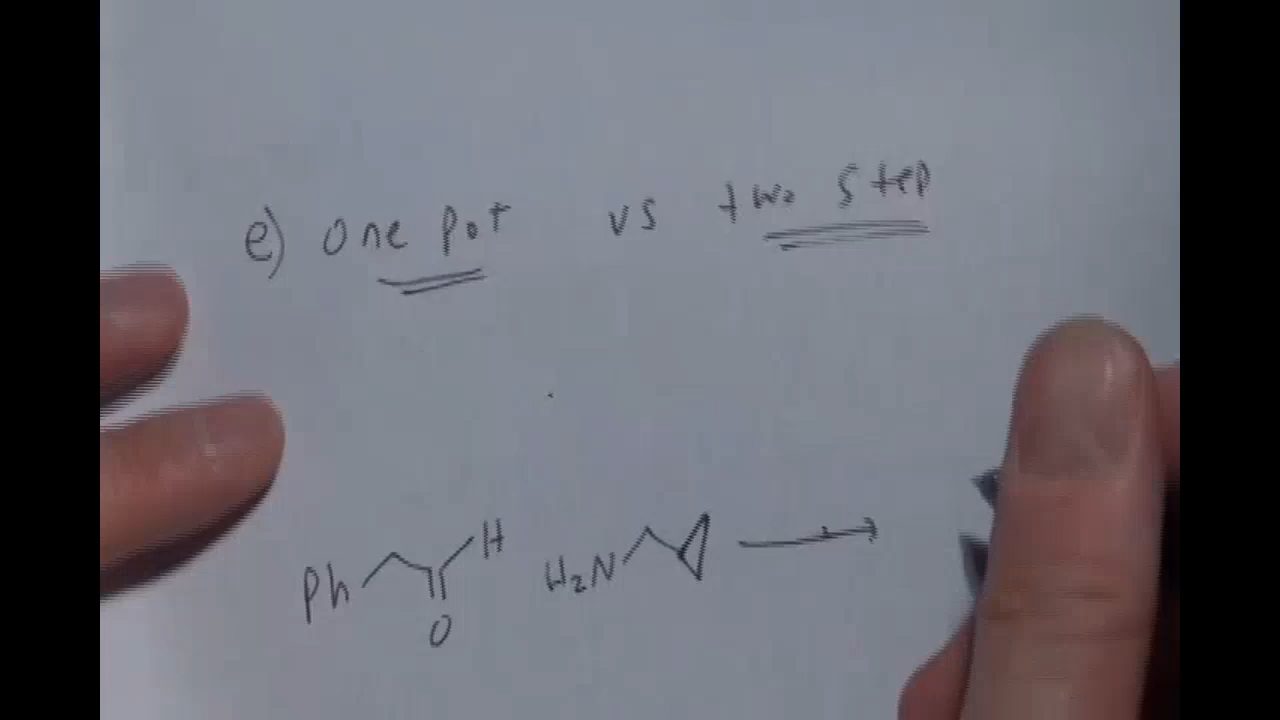 e) one pot vs two step
Ph H H₂N
O